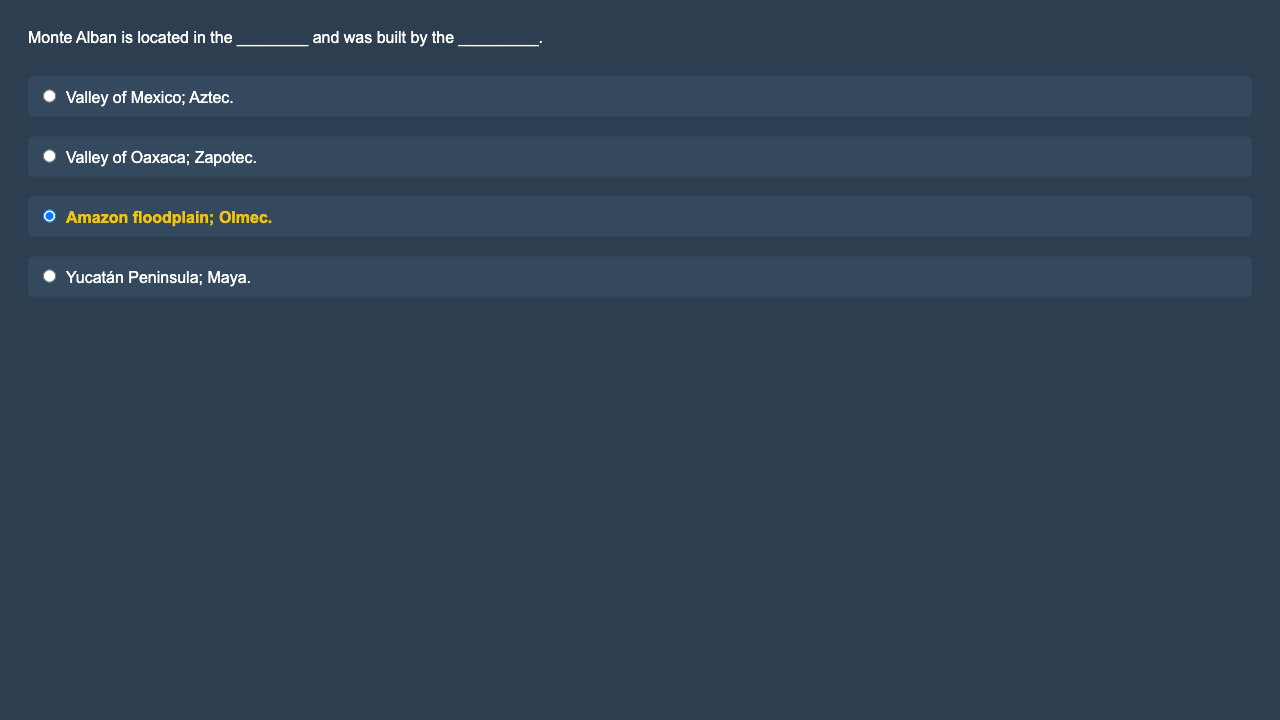 Monte Alban is located in the ________ and was built by the _________.
Valley of Mexico; Aztec.
Valley of Oaxaca; Zapotec.
Amazon floodplain; Olmec.
Yucatán Peninsula; Maya.